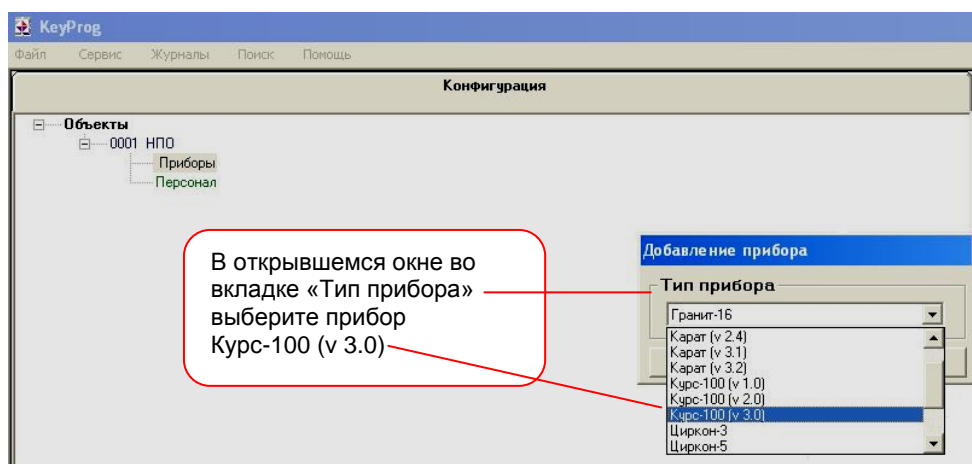 KeyProg
Файл Сервис Журналы Поиск Помощь
Конфигурация
Объекты
0001 НПО
Приборы
Персонал
В открывшемся окне во
вкладке «Тип прибора»
выберите прибор
Курс-100 (v 3.0)
Добавление прибора
Тип прибора
Гранит-16
Карат (v 2.4)
Карат (v 3.1)
Карат (v 3.2)
Курс-100 (v 1.0)
Курс-100 (v 2.0)
Курс-100 (v 3.0)
Циркон-3
Циркон-5